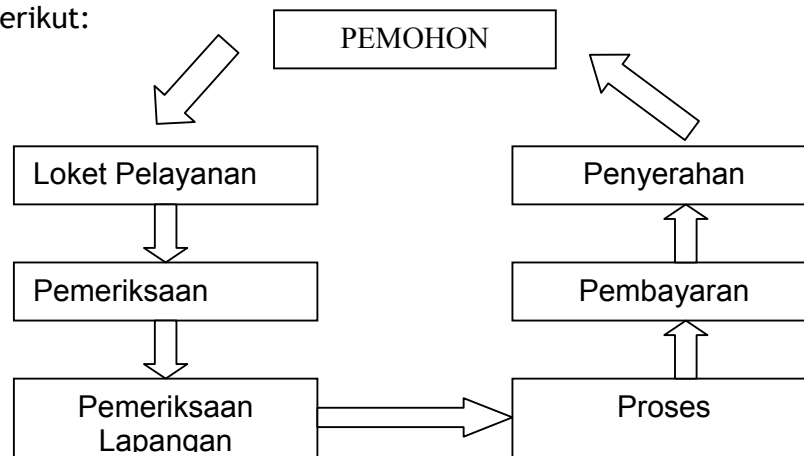 erikut:
PEMOHON
Loket Pelayanan
Penyerahan
Pemeriksaan
Pembayaran
Pemeriksaan
Lapangan
Proses